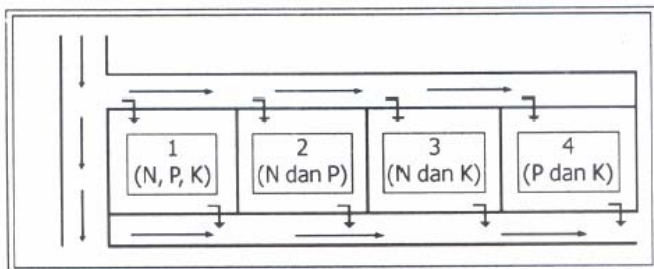 1
(N, P, K)
2
(N dan P)
3
(N dan K)
4
(P dan K)